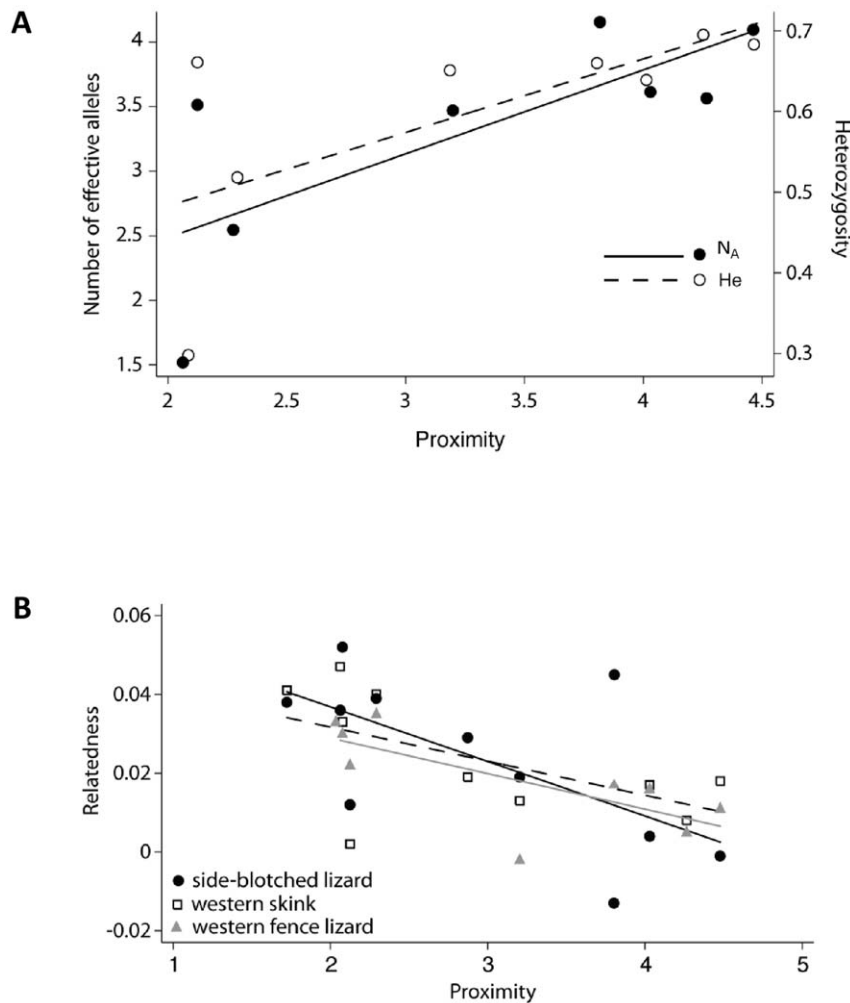 A
4
3.5
3
2.5
2
1.5
Number of effective alleles
0.7
0.6
0.5
0.4
0.3
Heterozygosity
NA
He
2 2.5 3 3.5 4 4.5
Proximity
B
0.06
0.04
0.02
0
-0.02
Relatedness
side-blotched lizard
western skink
western fence lizard
1 2 3 4 5
Proximity